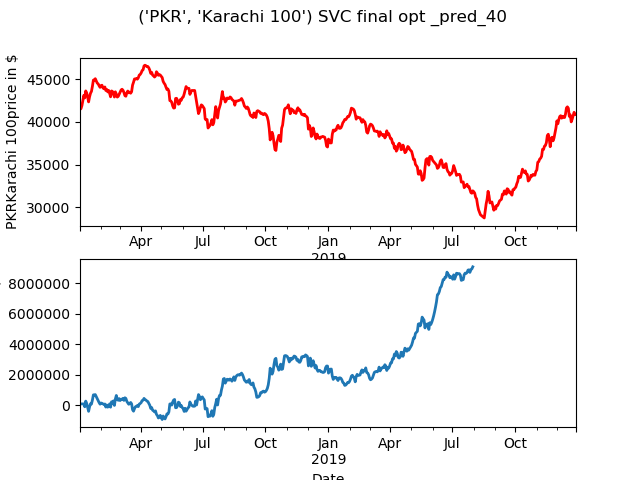 ('PKR', 'Karachi 100') SVC final opt _pred_40
PKRKarachi 100price in $
45000
40000
35000
30000
Apr Jul Oct Jan Apr Jul Oct
2019
8000000
6000000
4000000
2000000
0
Apr Jul Oct Jan Apr Jul Oct
2019
Date